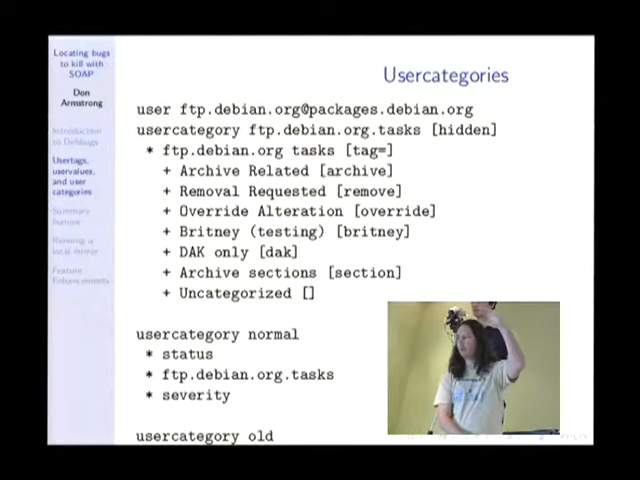 Locating bugs
to kill with
SOAP
Don
Armstrong
Introduction
to Debbugs
Usertags,
uservalues,
and user
categories
Summary
feature
Running a
local mirror
Feature
Enhancements
Usercategories
user ftp.debian.org@packages.debian.org
usercategory ftp.debian.org.tasks [hidden]
* ftp.debian.org tasks [tag=]
+ Archive Related [archive]
+ Removal Requested [remove]
+ Override Alteration [override]
+ Britney (testing) [britney]
+ DAK only [dak]
+ Archive sections [section]
+ Uncategorized []
usercategory normal
* status
* ftp.debian.org.tasks
* severity
usercategory old